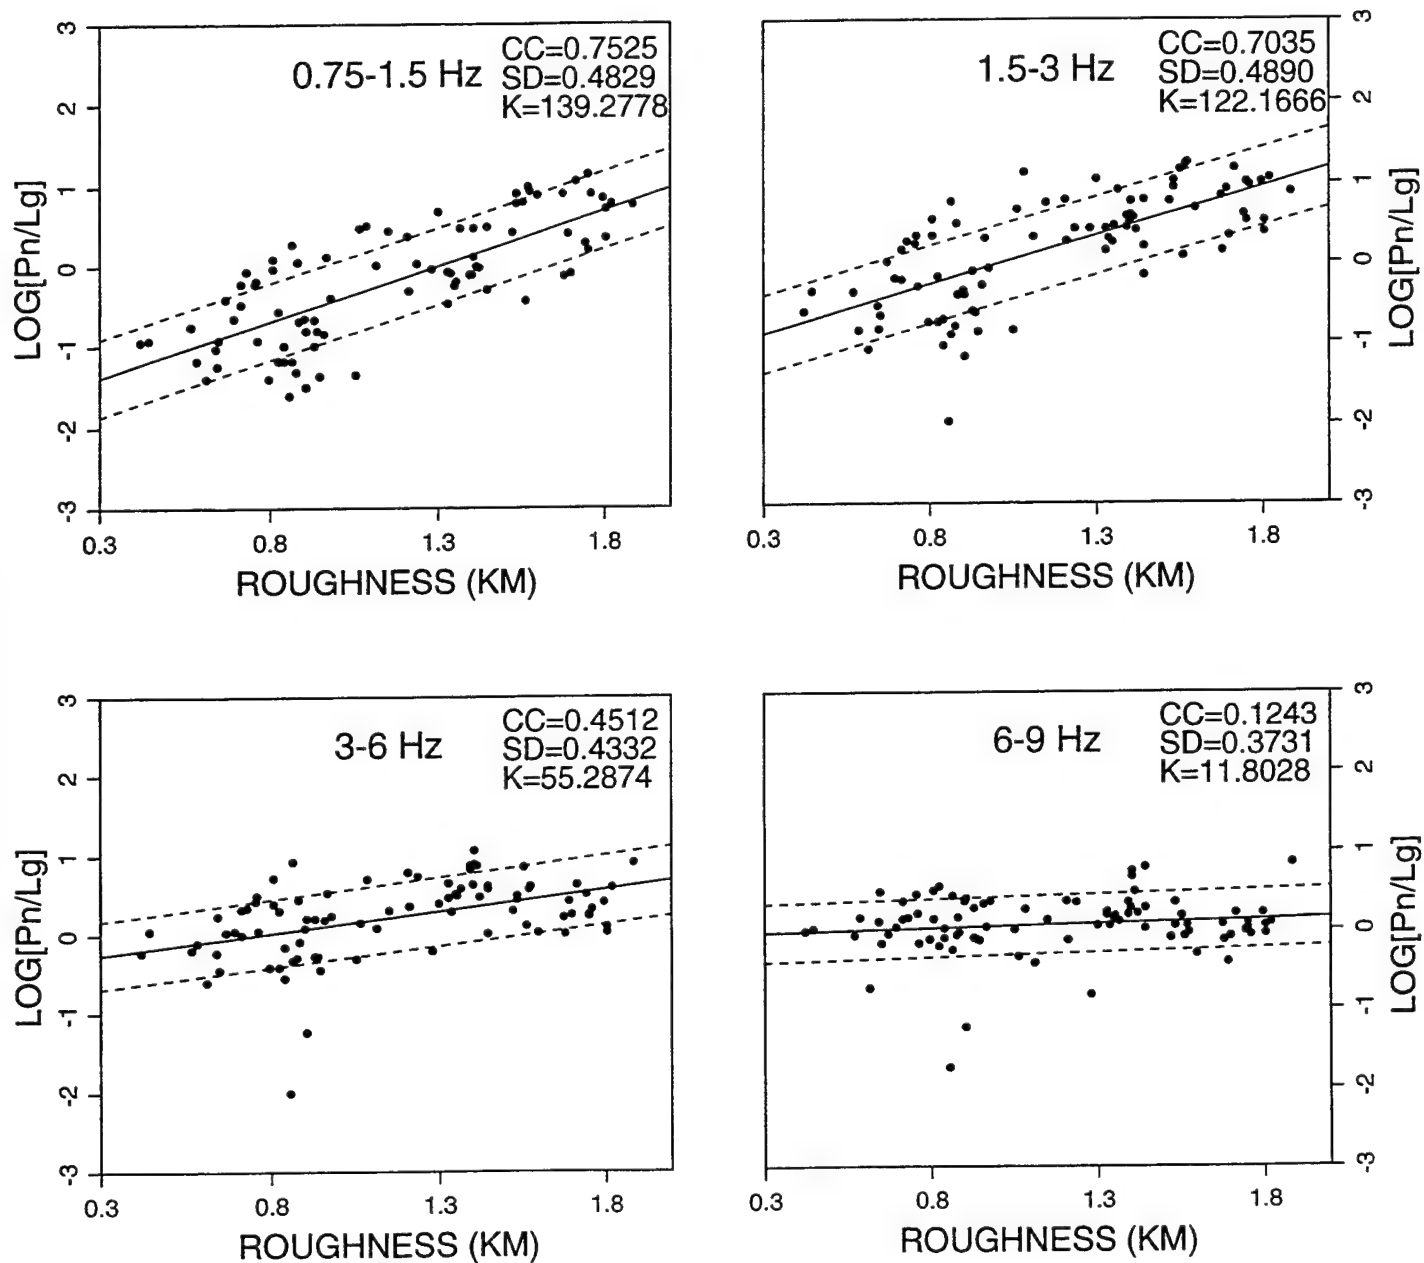 0.75-1.5 Hz
CC=0.7525
SD=0.4829
K=139.2778
3
2
1
0
-1
-2
-3
LOG[Pn/Lg]
0.3 0.8 1.3 1.8
ROUGHNESS (KM)
1.5-3 Hz
CC=0.7035
SD=0.4890
K=122.1666
3
2
1
0
-1
-2
-3
LOG[Pn/Lg]
0.3 0.8 1.3 1.8
ROUGHNESS (KM)
3-6 Hz
CC=0.4512
SD=0.4332
K=55.2874
3
2
1
0
-1
-2
-3
LOG[Pn/Lg]
0.3 0.8 1.3 1.8
ROUGHNESS (KM)
6-9 Hz
CC=0.1243
SD=0.3731
K=11.8028
3
2
1
0
-1
-2
-3
LOG[Pn/Lg]
0.3 0.8 1.3 1.8
ROUGHNESS (KM)